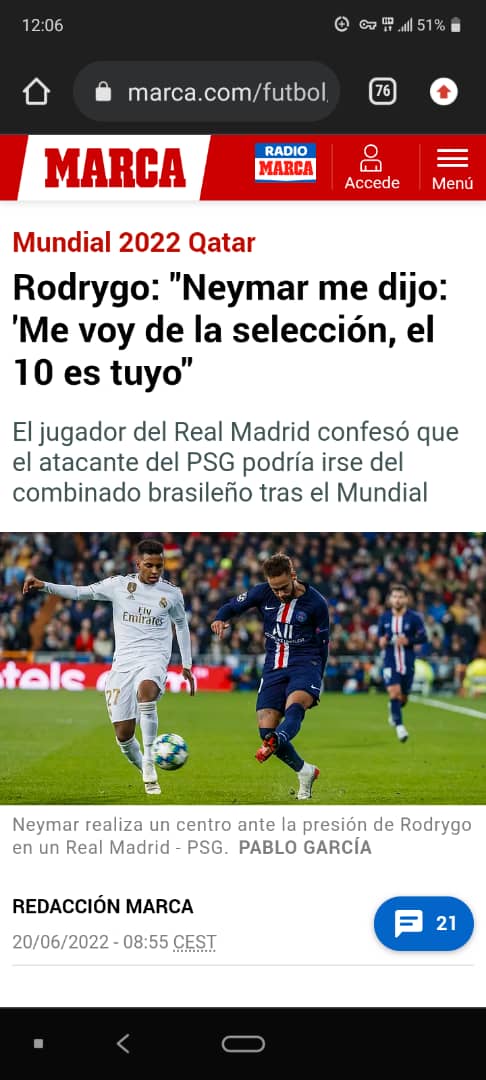 12:06
51%
marca.com/futbol
76
MARCA
RADIO
MARCA
Accede
Menú
Mundial 2022 Qatar
Rodrygo: "Neymar me dijo:
'Me voy de la selección, el
10 es tuyo"
El jugador del Real Madrid confesó que
el atacante del PSG podría irse del
combinado brasileño tras el Mundial
Fly
Emirates
27
ALL
tels
Neymar realiza un centro ante la presión de Rodrygo
en un Real Madrid - PSG. PABLO GARCÍA
REDACCIÓN MARCA
20/06/2022 - 08:55 CEST
21